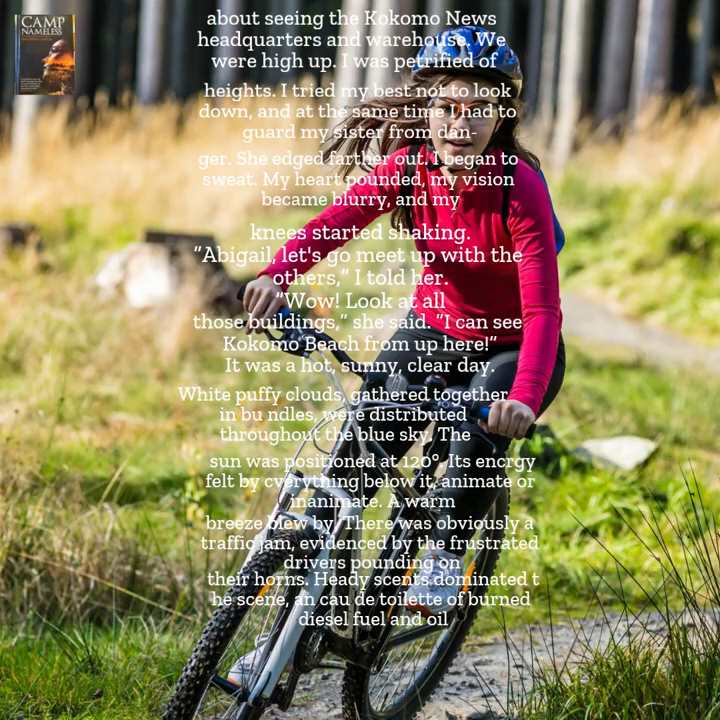 CAMP
NAMELESS
about seeing the Kokomo News
headquarters and warehouse. We
were high up. I was petrified of
heights. I tried my best not to look
down, and at the same time I had to
guard my sister from dan-
ger. She edged farther out. I began to
sweat. My heart pounded, my vision
became blurry, and my
knees started shaking.
“Abigail, let's go meet up with the
others,” I told her.
“Wow! Look at all
those buildings,” she said. “I can see
Kokomo Beach from up here!”
It was a hot, sunny, clear day.
White puffy clouds, gathered together
in bu ndles, were distributed
throughout the blue sky. The
sun was positioned at 120°. Its encrgy
felt by cverything below it, animate or
inanimate. A warm
breeze blew by. There was obviously a
traffic jam, evidenced by the frustrated
drivers pounding on
their horns. Heady scents dominated t
he scene, an cau de toilette of burned
diesel fuel and oil